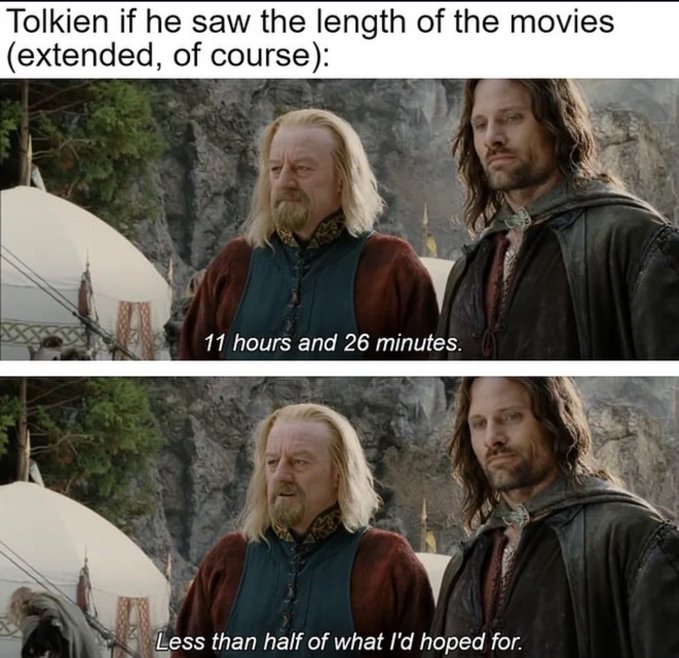 Tolkien if he saw the length of the movies
(extended, of course):
11 hours and 26 minutes.
Less than half of what I'd hoped for.